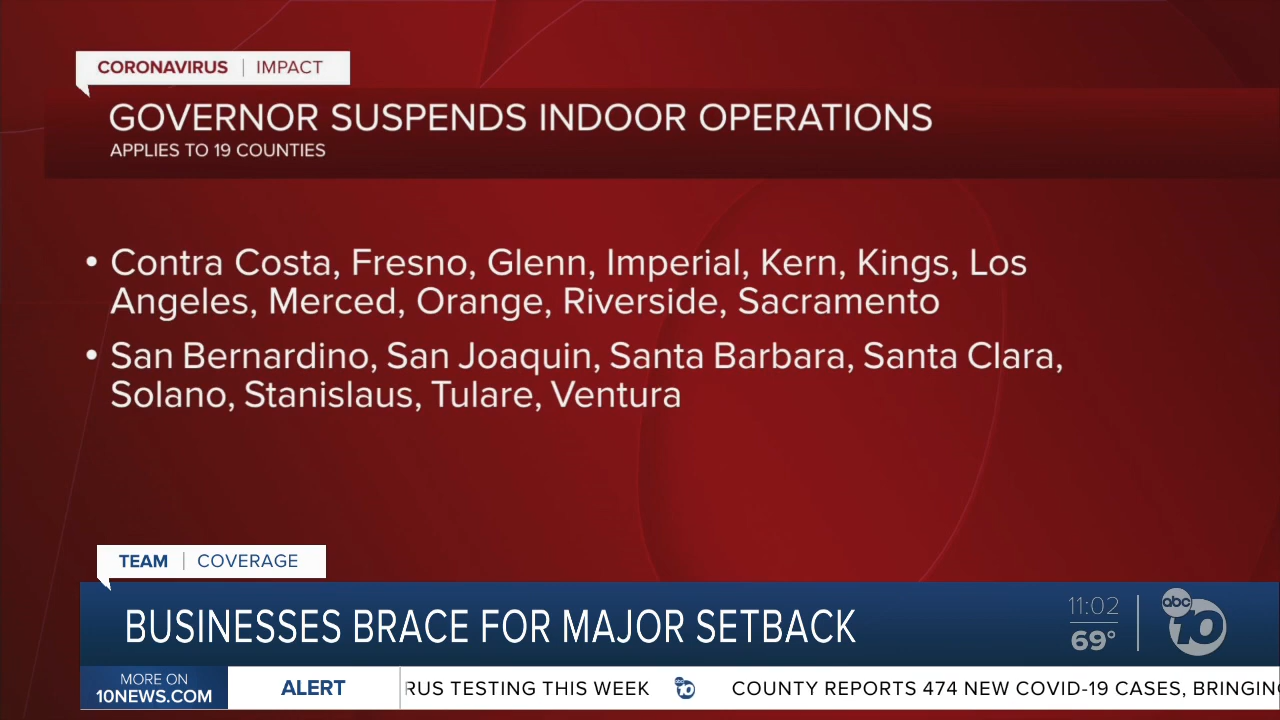 CORONAVIRUS | IMPACT
GOVERNOR SUSPENDS INDOOR OPERATIONS
APPLIES TO 19 COUNTIES
• Contra Costa, Fresno, Glenn, Imperial, Kern, Kings, Los
Angeles, Merced, Orange, Riverside, Sacramento
• San Bernardino, San Joaquin, Santa Barbara, Santa Clara,
Solano, Stanislaus, Tulare, Ventura
TEAM | COVERAGE
BUSINESSES BRACE FOR MAJOR SETBACK
11:02
69°
abc 10
MORE ON
10NEWS.COM
ALERT
RUS TESTING THIS WEEK abc 10 COUNTY REPORTS 474 NEW COVID-19 CASES, BRINGING